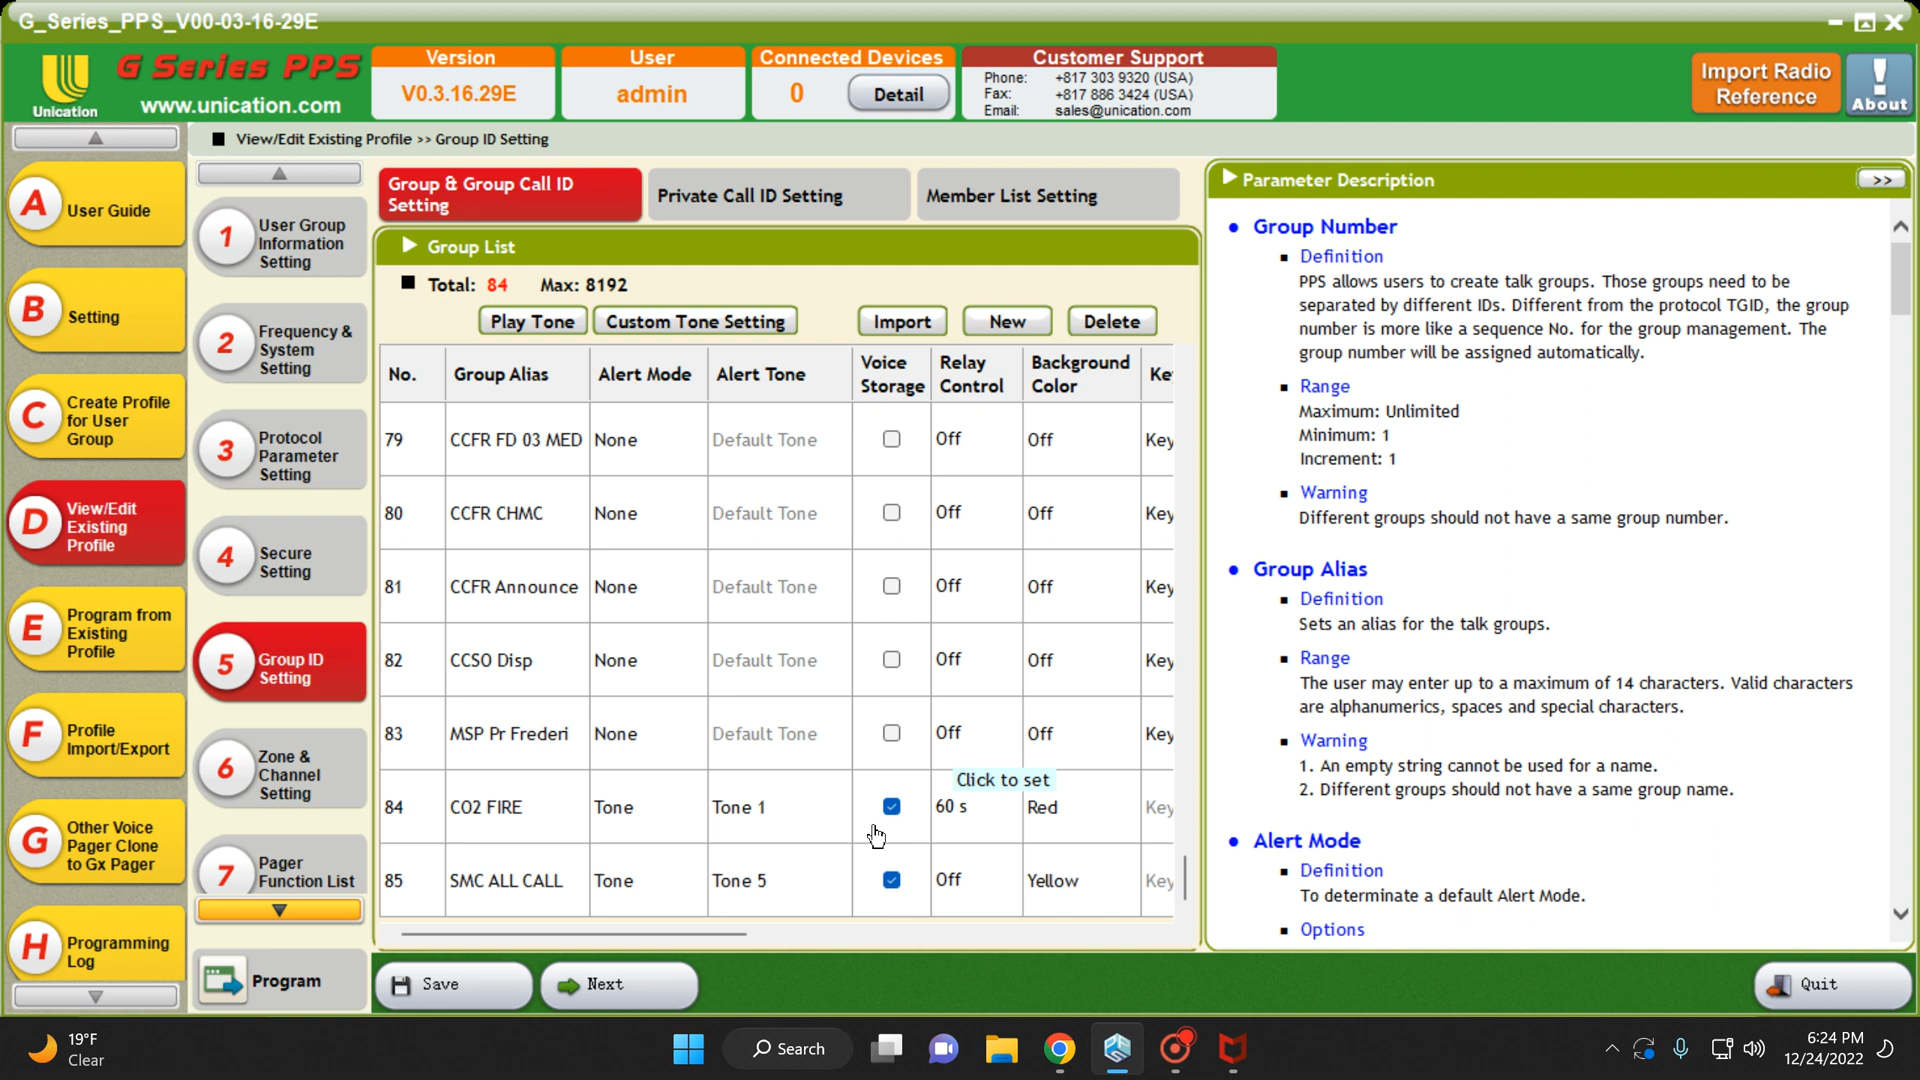 G_Series_PPS_V00-03-16-29E
Unication
G Series PPS
www.unication.com
Version
V0.3.16.29E
User
admin
Connected Devices
0
Detail
Customer Support
Phone: +817 303 9320 (USA)
Fax: +817 886 3424 (USA)
Email: sales@unication.com
Import Radio
Reference
!
About
View/Edit Existing Profile >> Group ID Setting
A User Guide
B Setting
C Create Profile
for User
Group
D View/Edit
Existing
Profile
E Program from
Existing
Profile
F Profile
Import/Export
G Other Voice
Pager Clone
to Gx Pager
H Programming
Log
1 User Group
Information
Setting
2 Frequency &
System
Setting
3 Protocol
Parameter
Setting
4 Secure
Setting
5 Group ID
Setting
6 Zone &
Channel
Setting
7 Pager
Function List
Program
Group & Group Call ID
Setting
Private Call ID Setting
Member List Setting
Group List
Total: 84 Max: 8192
Play Tone
Custom Tone Setting
Import
New
Delete
No. Group Alias Alert Mode Alert Tone Voice Storage Relay Control Background Color Key
79 CCFR FD 03 MED None Default Tone Off Off Key
80 CCFR CHMC None Default Tone Off Off Key
81 CCFR Announce None Default Tone Off Off Key
82 CCSO Disp None Default Tone Off Off Key
83 MSP Pr Frederi None Default Tone Off Off Key
Click to set
84 CO2 FIRE Tone Tone 1 60 s Red Key
85 SMC ALL CALL Tone Tone 5 Off Yellow Key
Save
Next
Quit
Parameter Description
>>
• Group Number
▪ Definition
PPS allows users to create talk groups. Those groups need to be
separated by different IDs. Different from the protocol TGID, the group
number is more like a sequence No. for the group management. The
group number will be assigned automatically.
▪ Range
Maximum: Unlimited
Minimum: 1
Increment: 1
▪ Warning
Different groups should not have a same group number.
• Group Alias
▪ Definition
Sets an alias for the talk groups.
▪ Range
The user may enter up to a maximum of 14 characters. Valid characters
are alphanumerics, spaces and special characters.
▪ Warning
1. An empty string cannot be used for a name.
2. Different groups should not have a same group name.
• Alert Mode
▪ Definition
To determinate a default Alert Mode.
▪ Options
19°F
Clear
Search
6:24 PM
12/24/2022